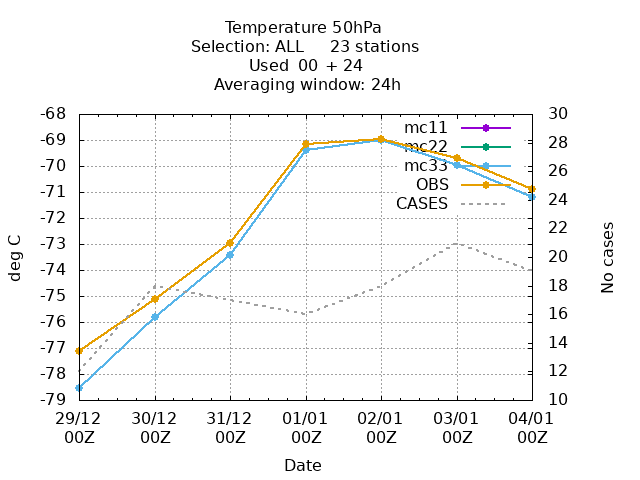 Temperature 50hPa
Selection: ALL     23 stations
Used  00 + 24
Averaging window: 24h
-68
-69
-70
-71
-72
-73
-74
-75
-76
-77
-78
-79
deg C
30
28
26
24
22
20
18
16
14
12
10
No cases
mc11
mc22
mc33
OBS
CASES
29/12 30/12 31/12 01/01 02/01 03/01 04/01
00Z 00Z 00Z 00Z 00Z 00Z 00Z
Date